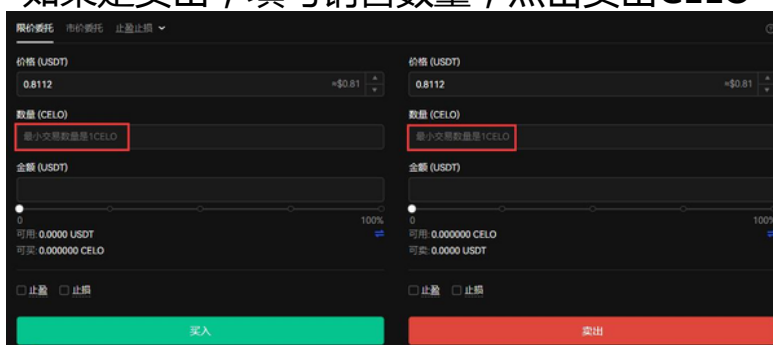 如果是卖出，填写销售数量，点击卖出CELO
限价委托 市价委托 止盈止损
价格 (USDT)
0.8112 ≈$0.81
数量 (CELO)
最小交易数量是1CELO
金额 (USDT)
0 100%
可用: 0.0000 USDT
可买: 0.000000 CELO
止盈 止损
买入
价格 (USDT)
0.8112 ≈$0.81
数量 (CELO)
最小交易数量是1CELO
金额 (USDT)
0 100%
可用: 0.000000 CELO
可卖: 0.0000 USDT
止盈 止损
卖出